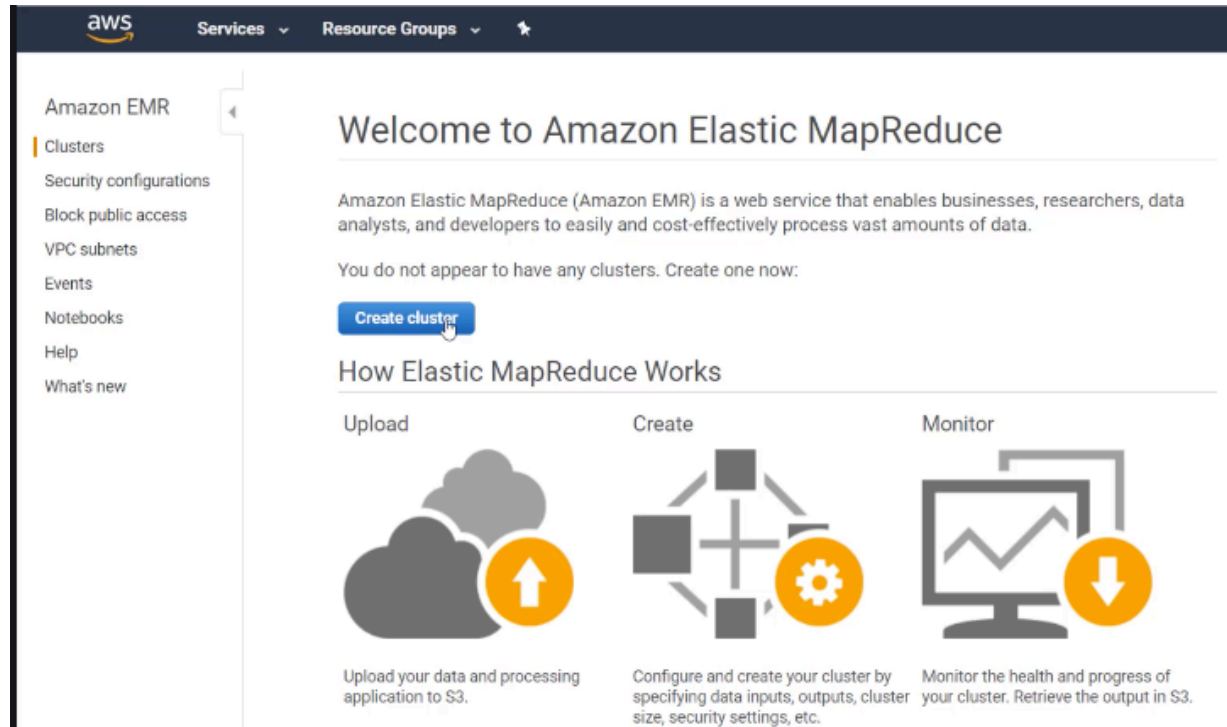 aws Services Resource Groups
Amazon EMR
Clusters
Security configurations
Block public access
VPC subnets
Events
Notebooks
Help
What's new
Welcome to Amazon Elastic MapReduce
Amazon Elastic MapReduce (Amazon EMR) is a web service that enables businesses, researchers, data
analysts, and developers to easily and cost-effectively process vast amounts of data.
You do not appear to have any clusters. Create one now:
Create cluster
How Elastic MapReduce Works
Upload
Upload your data and processing
application to S3.
Create
Configure and create your cluster by
specifying data inputs, outputs, cluster
size, security settings, etc.
Monitor
Monitor the health and progress of
your cluster. Retrieve the output in S3.